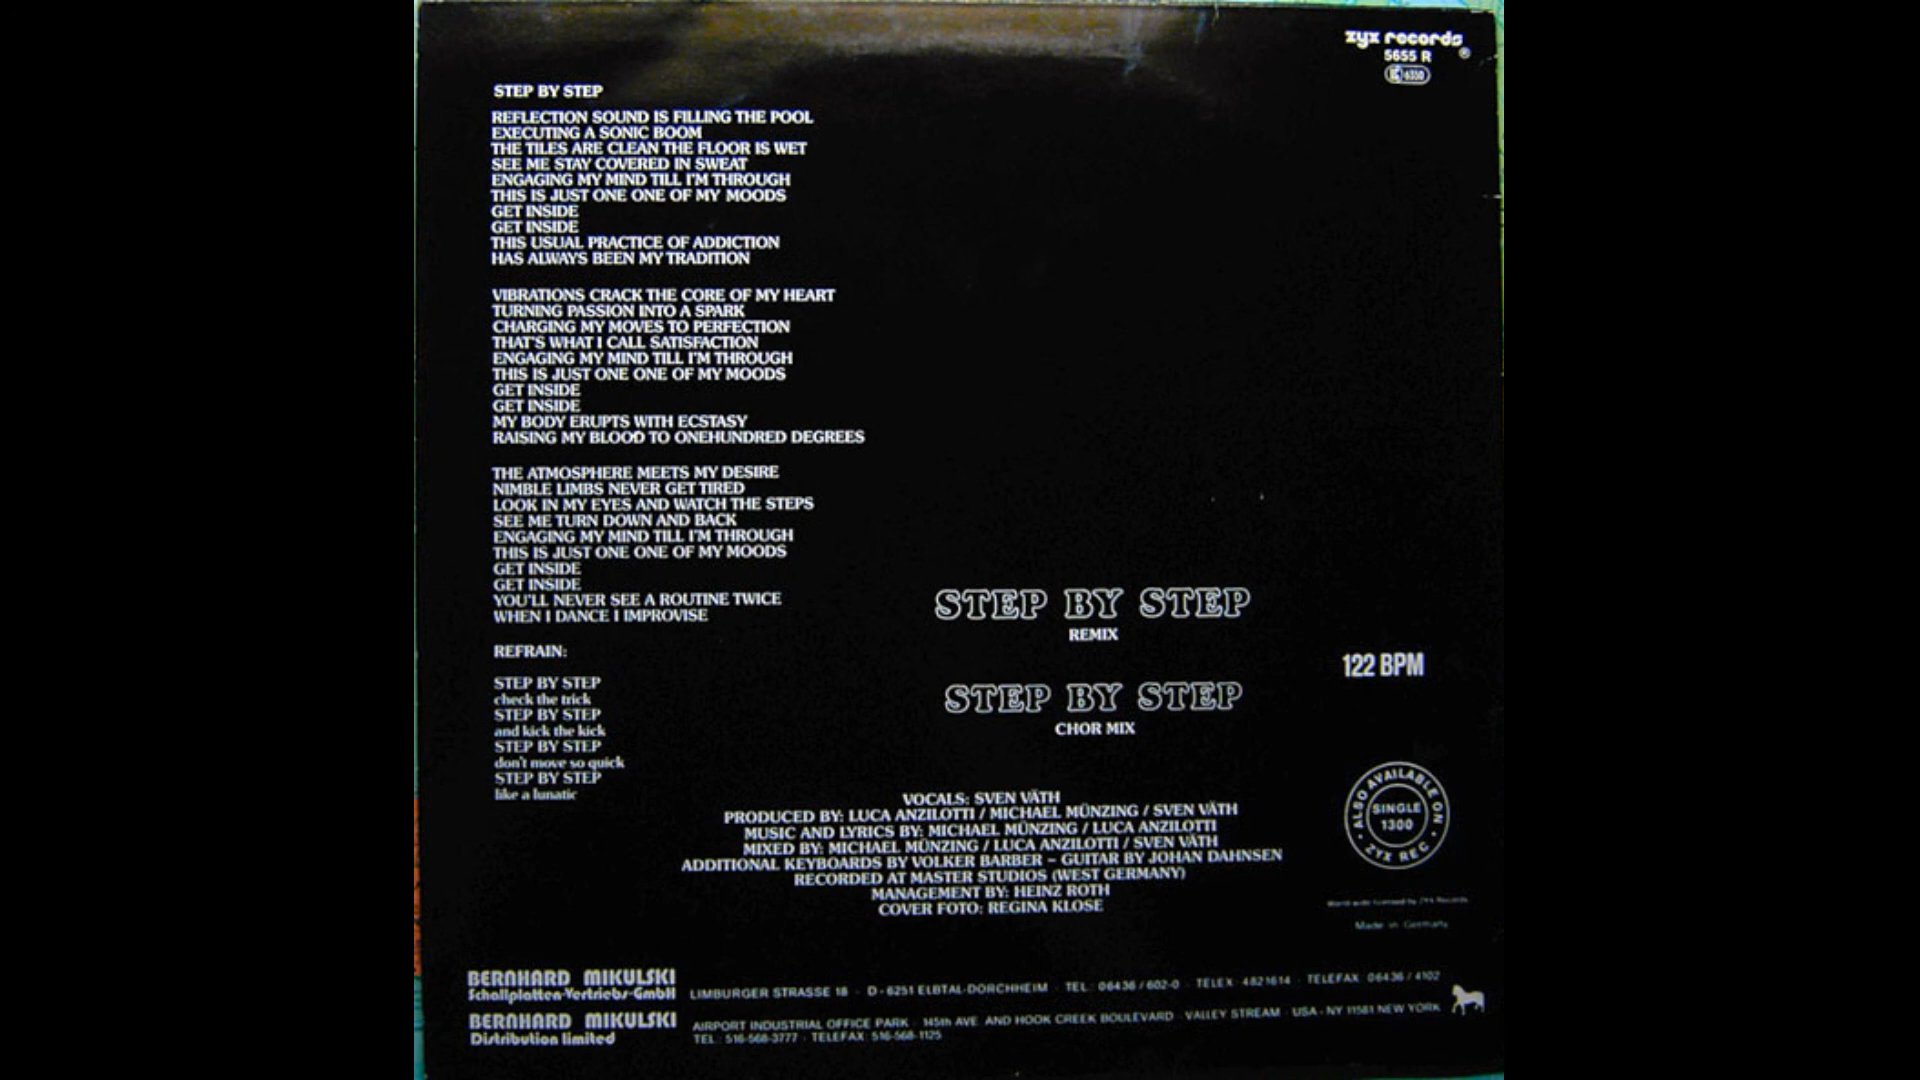 zyx records ®
5655 R
6350
STEP BY STEP
REFLECTION SOUND IS FILLING THE POOL
EXECUTING A SONIC BOOM
THE TILES ARE CLEAN THE FLOOR IS WET
SEE ME STAY COVERED IN SWEAT
ENGAGING MY MIND TILL I'M THROUGH
THIS IS JUST ONE ONE OF MY MOODS
GET INSIDE
GET INSIDE
THIS USUAL PRACTICE OF ADDICTION
HAS ALWAYS BEEN MY TRADITION
VIBRATIONS CRACK THE CORE OF MY HEART
TURNING PASSION INTO A SPARK
CHARGING MY MOVES TO PERFECTION
THAT'S WHAT I CALL SATISFACTION
ENGAGING MY MIND TILL I'M THROUGH
THIS IS JUST ONE ONE OF MY MOODS
GET INSIDE
GET INSIDE
MY BODY ERUPTS WITH ECSTASY
RAISING MY BLOOD TO ONEHUNDRED DEGREES
THE ATMOSPHERE MEETS MY DESIRE
NIMBLE LIMBS NEVER GET TIRED
LOOK IN MY EYES AND WATCH THE STEPS
SEE ME TURN DOWN AND BACK
ENGAGING MY MIND TILL I'M THROUGH
THIS IS JUST ONE ONE OF MY MOODS
GET INSIDE
GET INSIDE
YOU'LL NEVER SEE A ROUTINE TWICE
WHEN I DANCE I IMPROVISE
REFRAIN:
STEP BY STEP
check the trick
STEP BY STEP
and kick the kick
STEP BY STEP
don't move so quick
STEP BY STEP
like a lunatic
STEP BY STEP
REMIX
122 BPM
STEP BY STEP
CHOR MIX
VOCALS: SVEN VÄTH
PRODUCED BY: LUCA ANZILOTTI / MICHAEL MÜNZING / SVEN VÄTH
MUSIC AND LYRICS BY: MICHAEL MÜNZING / LUCA ANZILOTTI
MIXED BY: MICHAEL MÜNZING / LUCA ANZILOTTI / SVEN VÄTH
ADDITIONAL KEYBOARDS BY VOLKER BARBER – GUITAR BY JOHAN DAHNSEN
RECORDED AT MASTER STUDIOS (WEST GERMANY)
MANAGEMENT BY: HEINZ ROTH
COVER FOTO: REGINA KLOSE
ALSO AVAILABLE ON
SINGLE
1300
• ZYX REC •
World wide licensed by ZYX Records
Made in Germany
BERNHARD MIKULSKI
Schallplatten-Vertriebs-GmbH
LIMBURGER STRASSE 18 · D-6251 ELBTAL-DORCHHEIM · TEL.: 06436/602-0 · TELEX 4821614 · TELEFAX 06436/4102
BERNHARD MIKULSKI
Distribution limited
AIRPORT INDUSTRIAL OFFICE PARK · 145th AVE. AND HOOK CREEK BOULEVARD · VALLEY STREAM · USA - NY 11581 NEW YORK
TEL.: 516-568-3777 · TELEFAX 516-568-1125